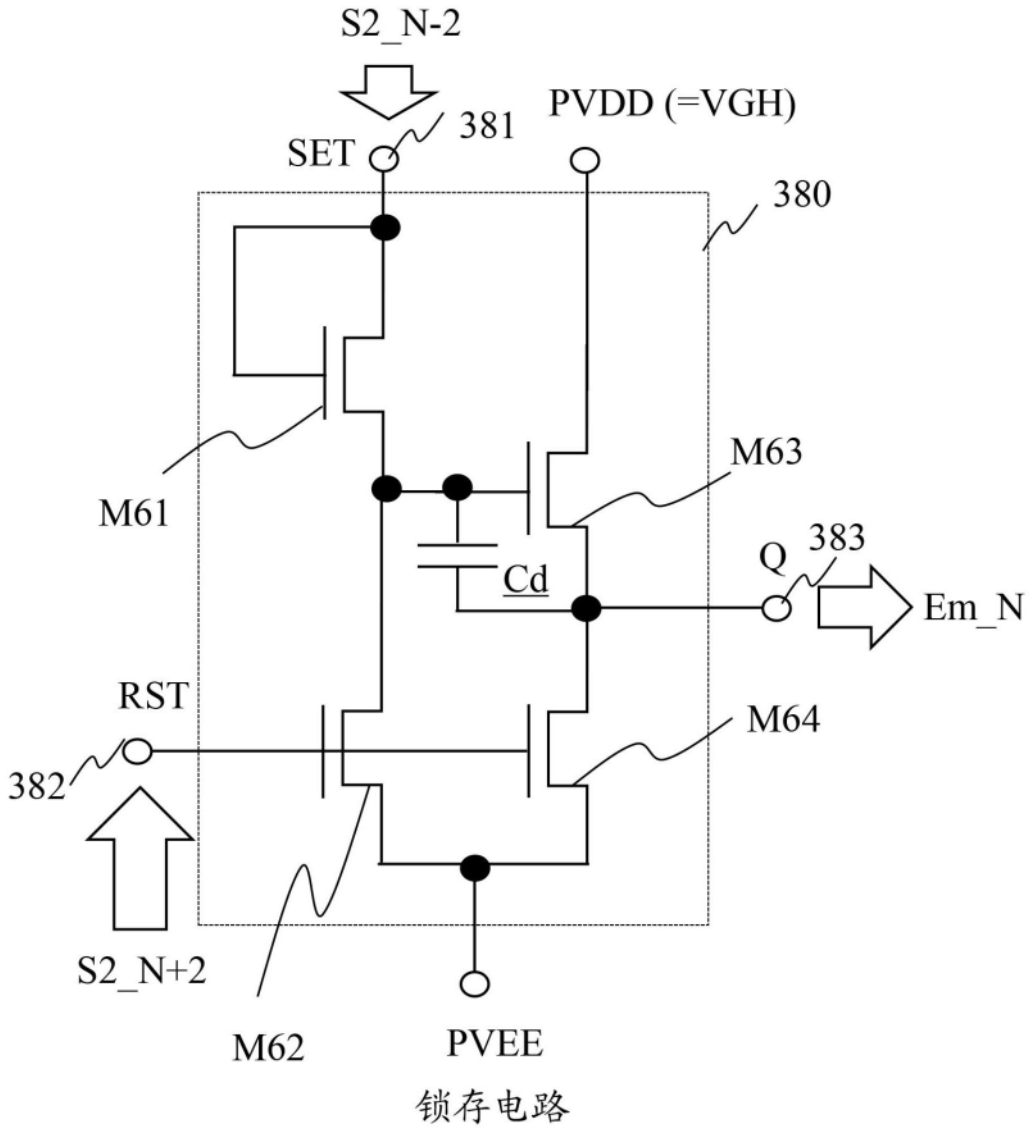 S2_N-2
PVDD (=VGH)
381
SET
380
M61
M63
Cd
Q
383
Em_N
RST
382
M64
S2_N+2
M62
PVEE
锁存电路